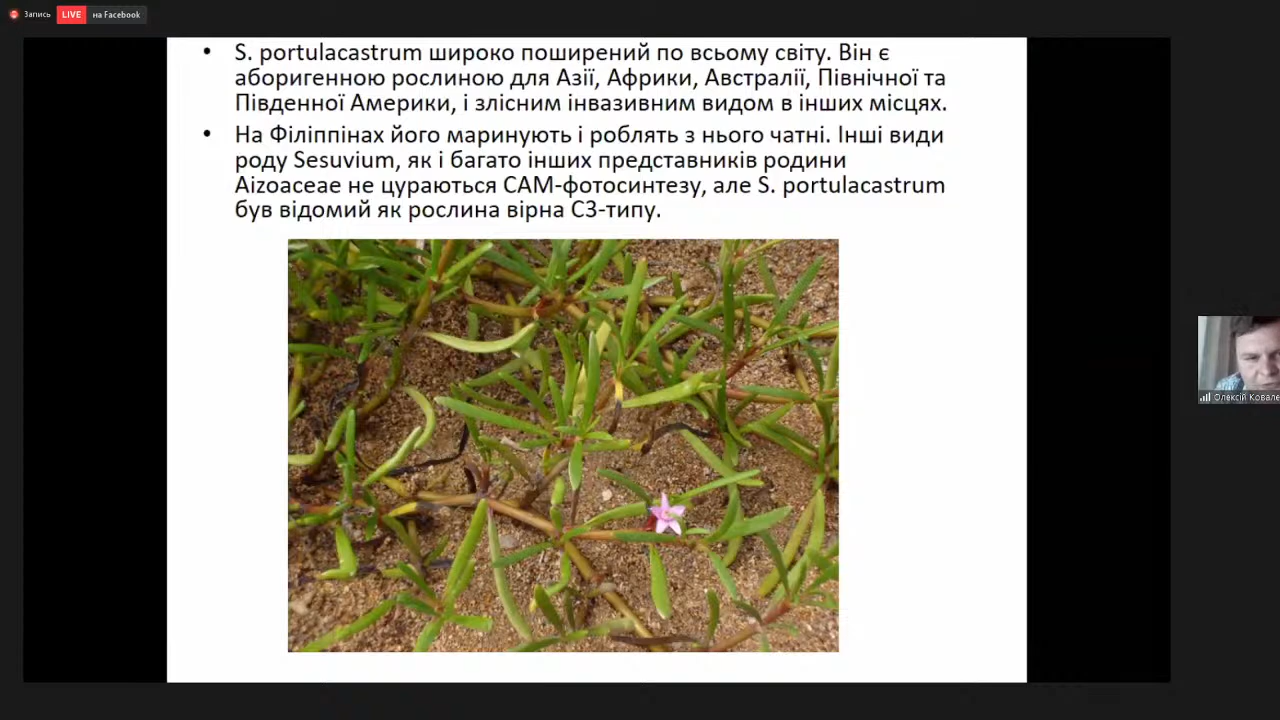 Запись LIVE на Facebook
• S. portulacastrum широко поширений по всьому світу. Він є
аборигенною рослиною для Азії, Африки, Австралії, Північної та
Південної Америки, і злісним інвазивним видом в інших місцях.
• На Філіппінах його маринують і роблять з нього чатні. Інші види
роду Sesuvium, як і багато інших представників родини
Aizoaceae не цураються САМ-фотосинтезу, але S. portulacastrum
був відомий як рослина вірна С3-типу.
Олексій Ковале